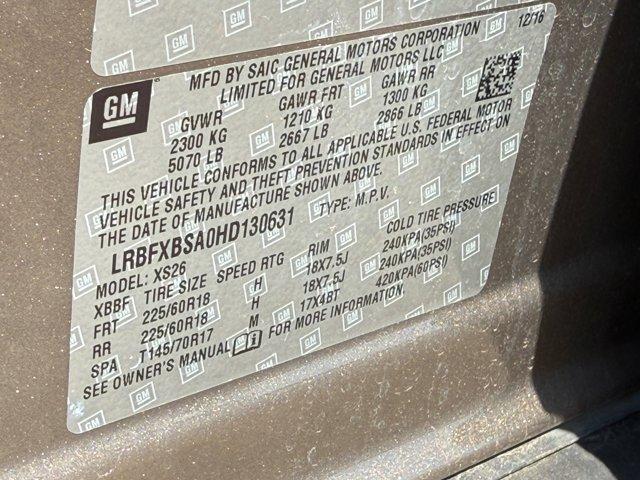 MFD BY SAIC GENERAL MOTORS CORPORATION 12/16
LIMITED FOR GENERAL MOTORS LLC
GM
GVWR GAWR FRT GAWR RR
2300 KG 1210 KG 1300 KG
5070 LB 2667 LB 2866 LB
THIS VEHICLE CONFORMS TO ALL APPLICABLE U.S. FEDERAL MOTOR
VEHICLE SAFETY AND THEFT PREVENTION STANDARDS IN EFFECT ON
THE DATE OF MANUFACTURE SHOWN ABOVE.
LRBFXBSA0HD130631 TYPE: M.P.V.
MODEL: XS26
XBBF TIRE SIZE SPEED RTG RIM COLD TIRE PRESSURE
FRT 225/60R18 H 18X7.5J 240KPA(35PSI)
RR 225/60R18 H 18X7.5J 240KPA(35PSI)
SPA T145/70R17 M 17X4BT 420KPA(60PSI)
SEE OWNER'S MANUAL FOR MORE INFORMATION.